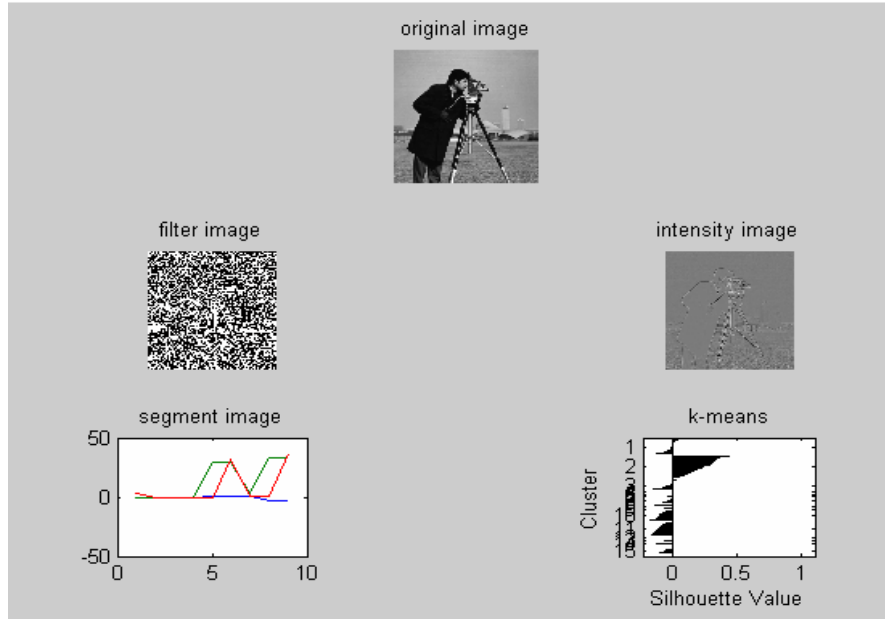 original image
filter image
intensity image
segment image
50
0
-50
0
5
10
k-means
Cluster
1
2
0
0.5
1
Silhouette Value